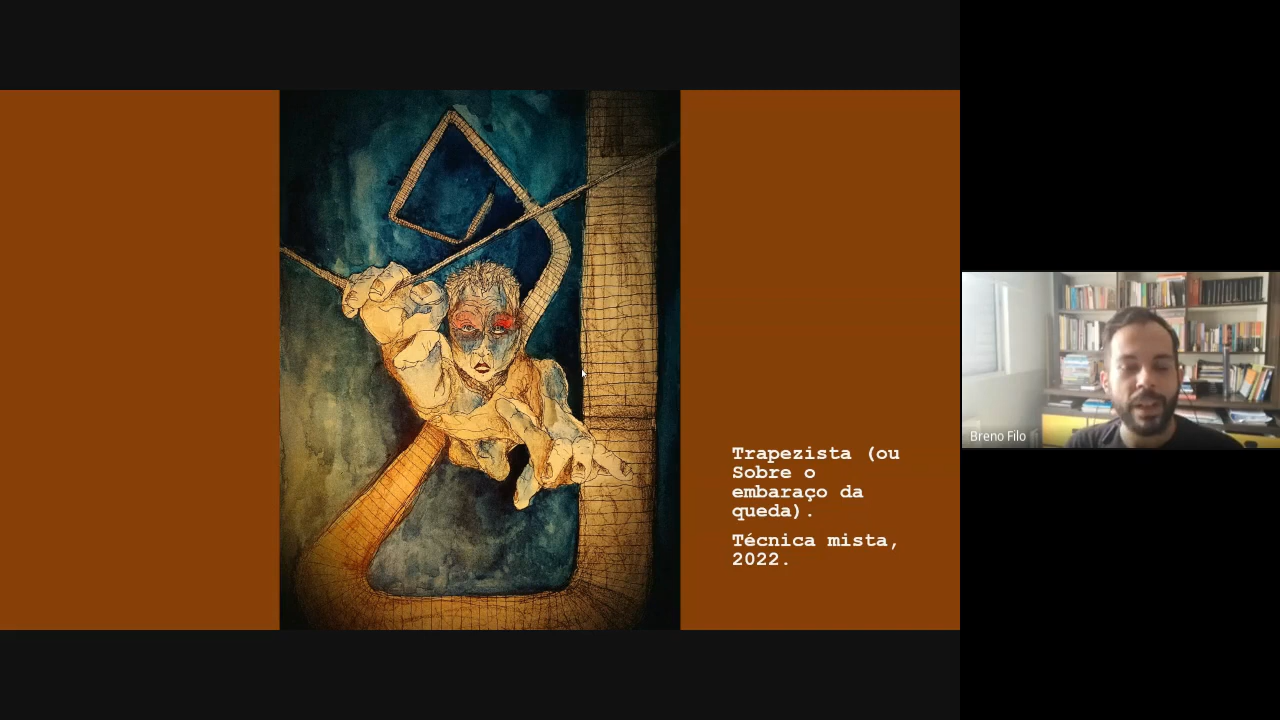 Trapezista (ou
Sobre o
embaraço da
queda).
Técnica mista,
2022.
Breno Filo